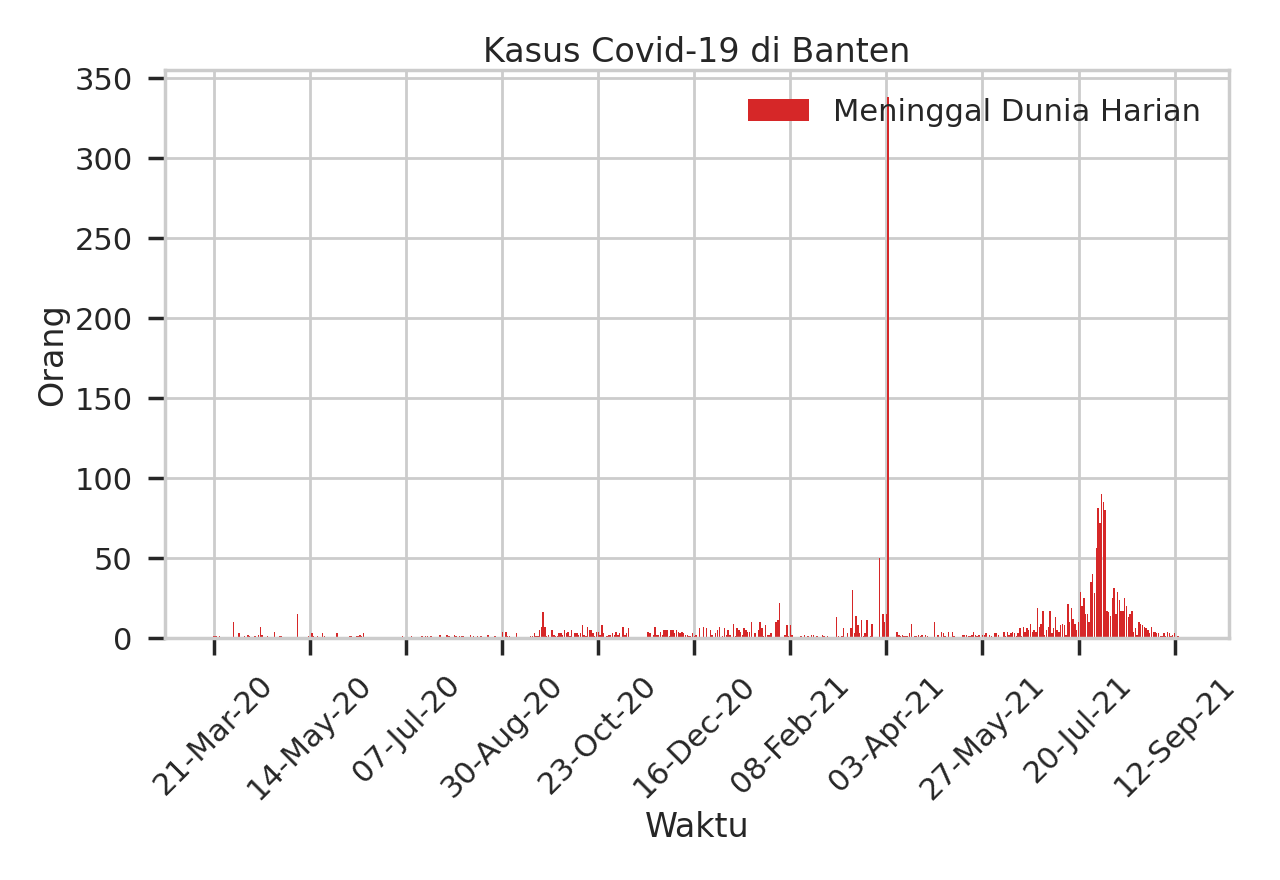 Kasus Covid-19 di Banten
Meninggal Dunia Harian
Orang
350
300
250
200
150
100
50
0
21-Mar-20
14-May-20
07-Jul-20
30-Aug-20
23-Oct-20
16-Dec-20
08-Feb-21
03-Apr-21
27-May-21
20-Jul-21
12-Sep-21
Waktu